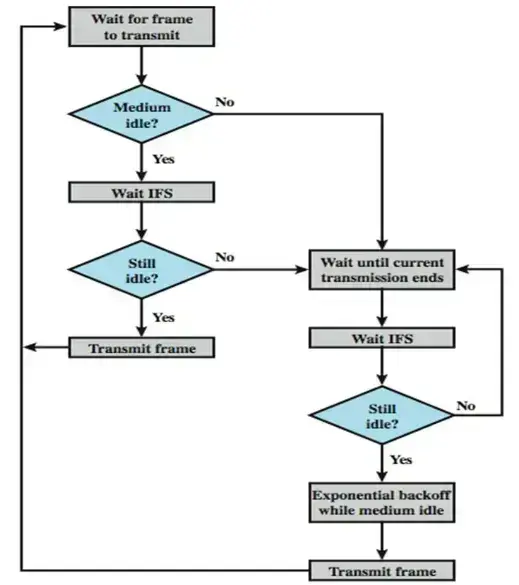 Wait for frame
to transmit
Medium
idle?
No
Yes
Wait IFS
Still
idle?
No
Yes
Transmit frame
Wait until current
transmission ends
Wait IFS
Still
idle?
No
Yes
Exponential backoff
while medium idle
Transmit frame